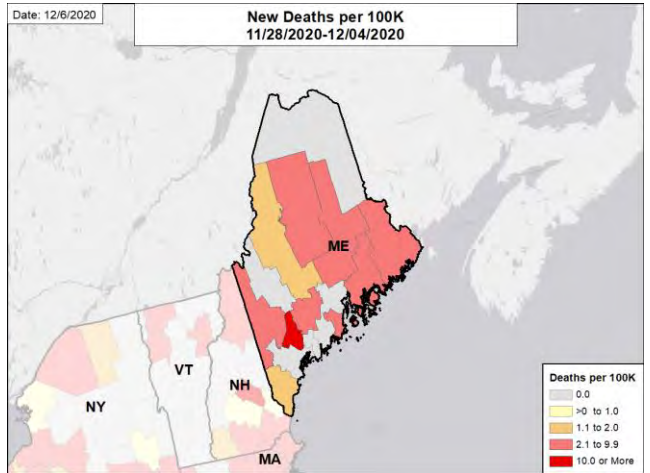 Date: 12/6/2020
New Deaths per 100K
11/28/2020-12/04/2020
ME
VT
NH
NY
MA
Deaths per 100K
0.0
>0 to 1.0
1.1 to 2.0
2.1 to 9.9
10.0 or More